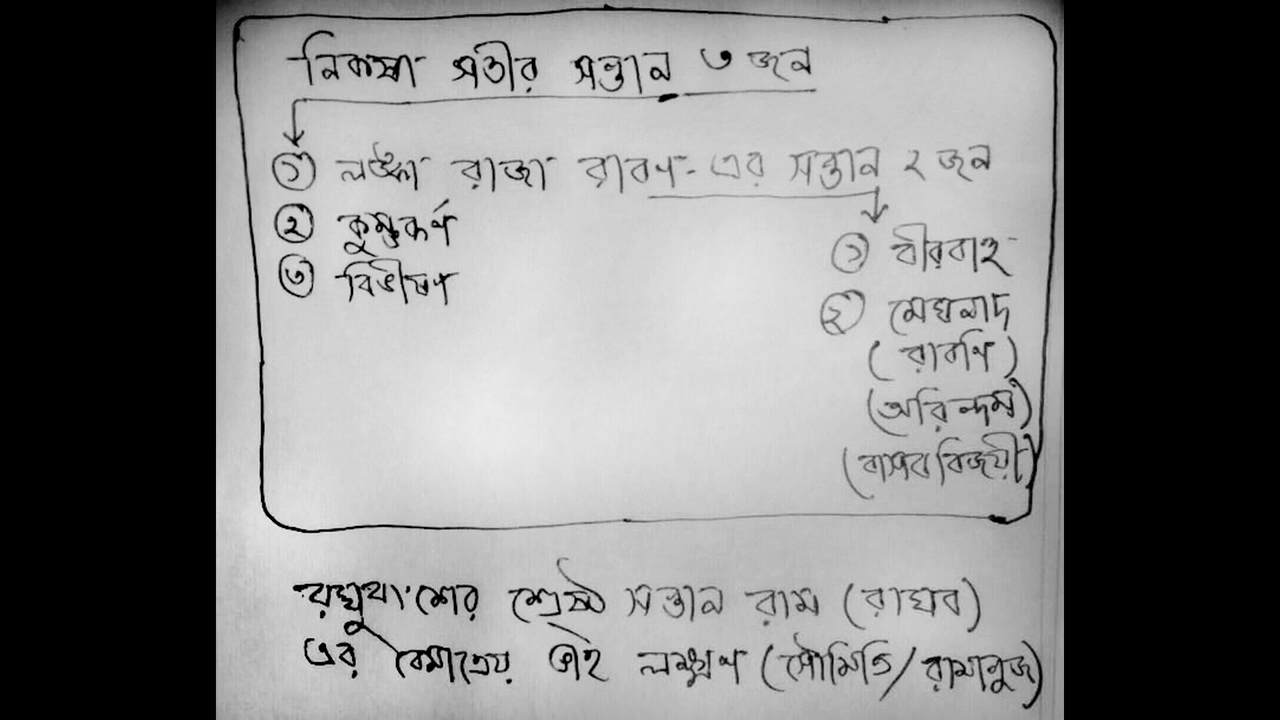 নিকষা সতীর সন্তান ৩ জন
১ লঙ্কা রাজা রাবণ-এর সন্তান ২ জন
২ কুম্ভকর্ণ
৩ বিভীষণ
১ বীরবাহু
২ মেঘনাদ
(রাবণি)
(অরিন্দম)
(বাসববিজয়ী)
রঘুবংশের শ্রেষ্ঠ সন্তান রাম (রাঘব)
এর বৈমাত্রেয় ভাই লক্ষ্মণ (সৌমিত্রি/রামানুজ)